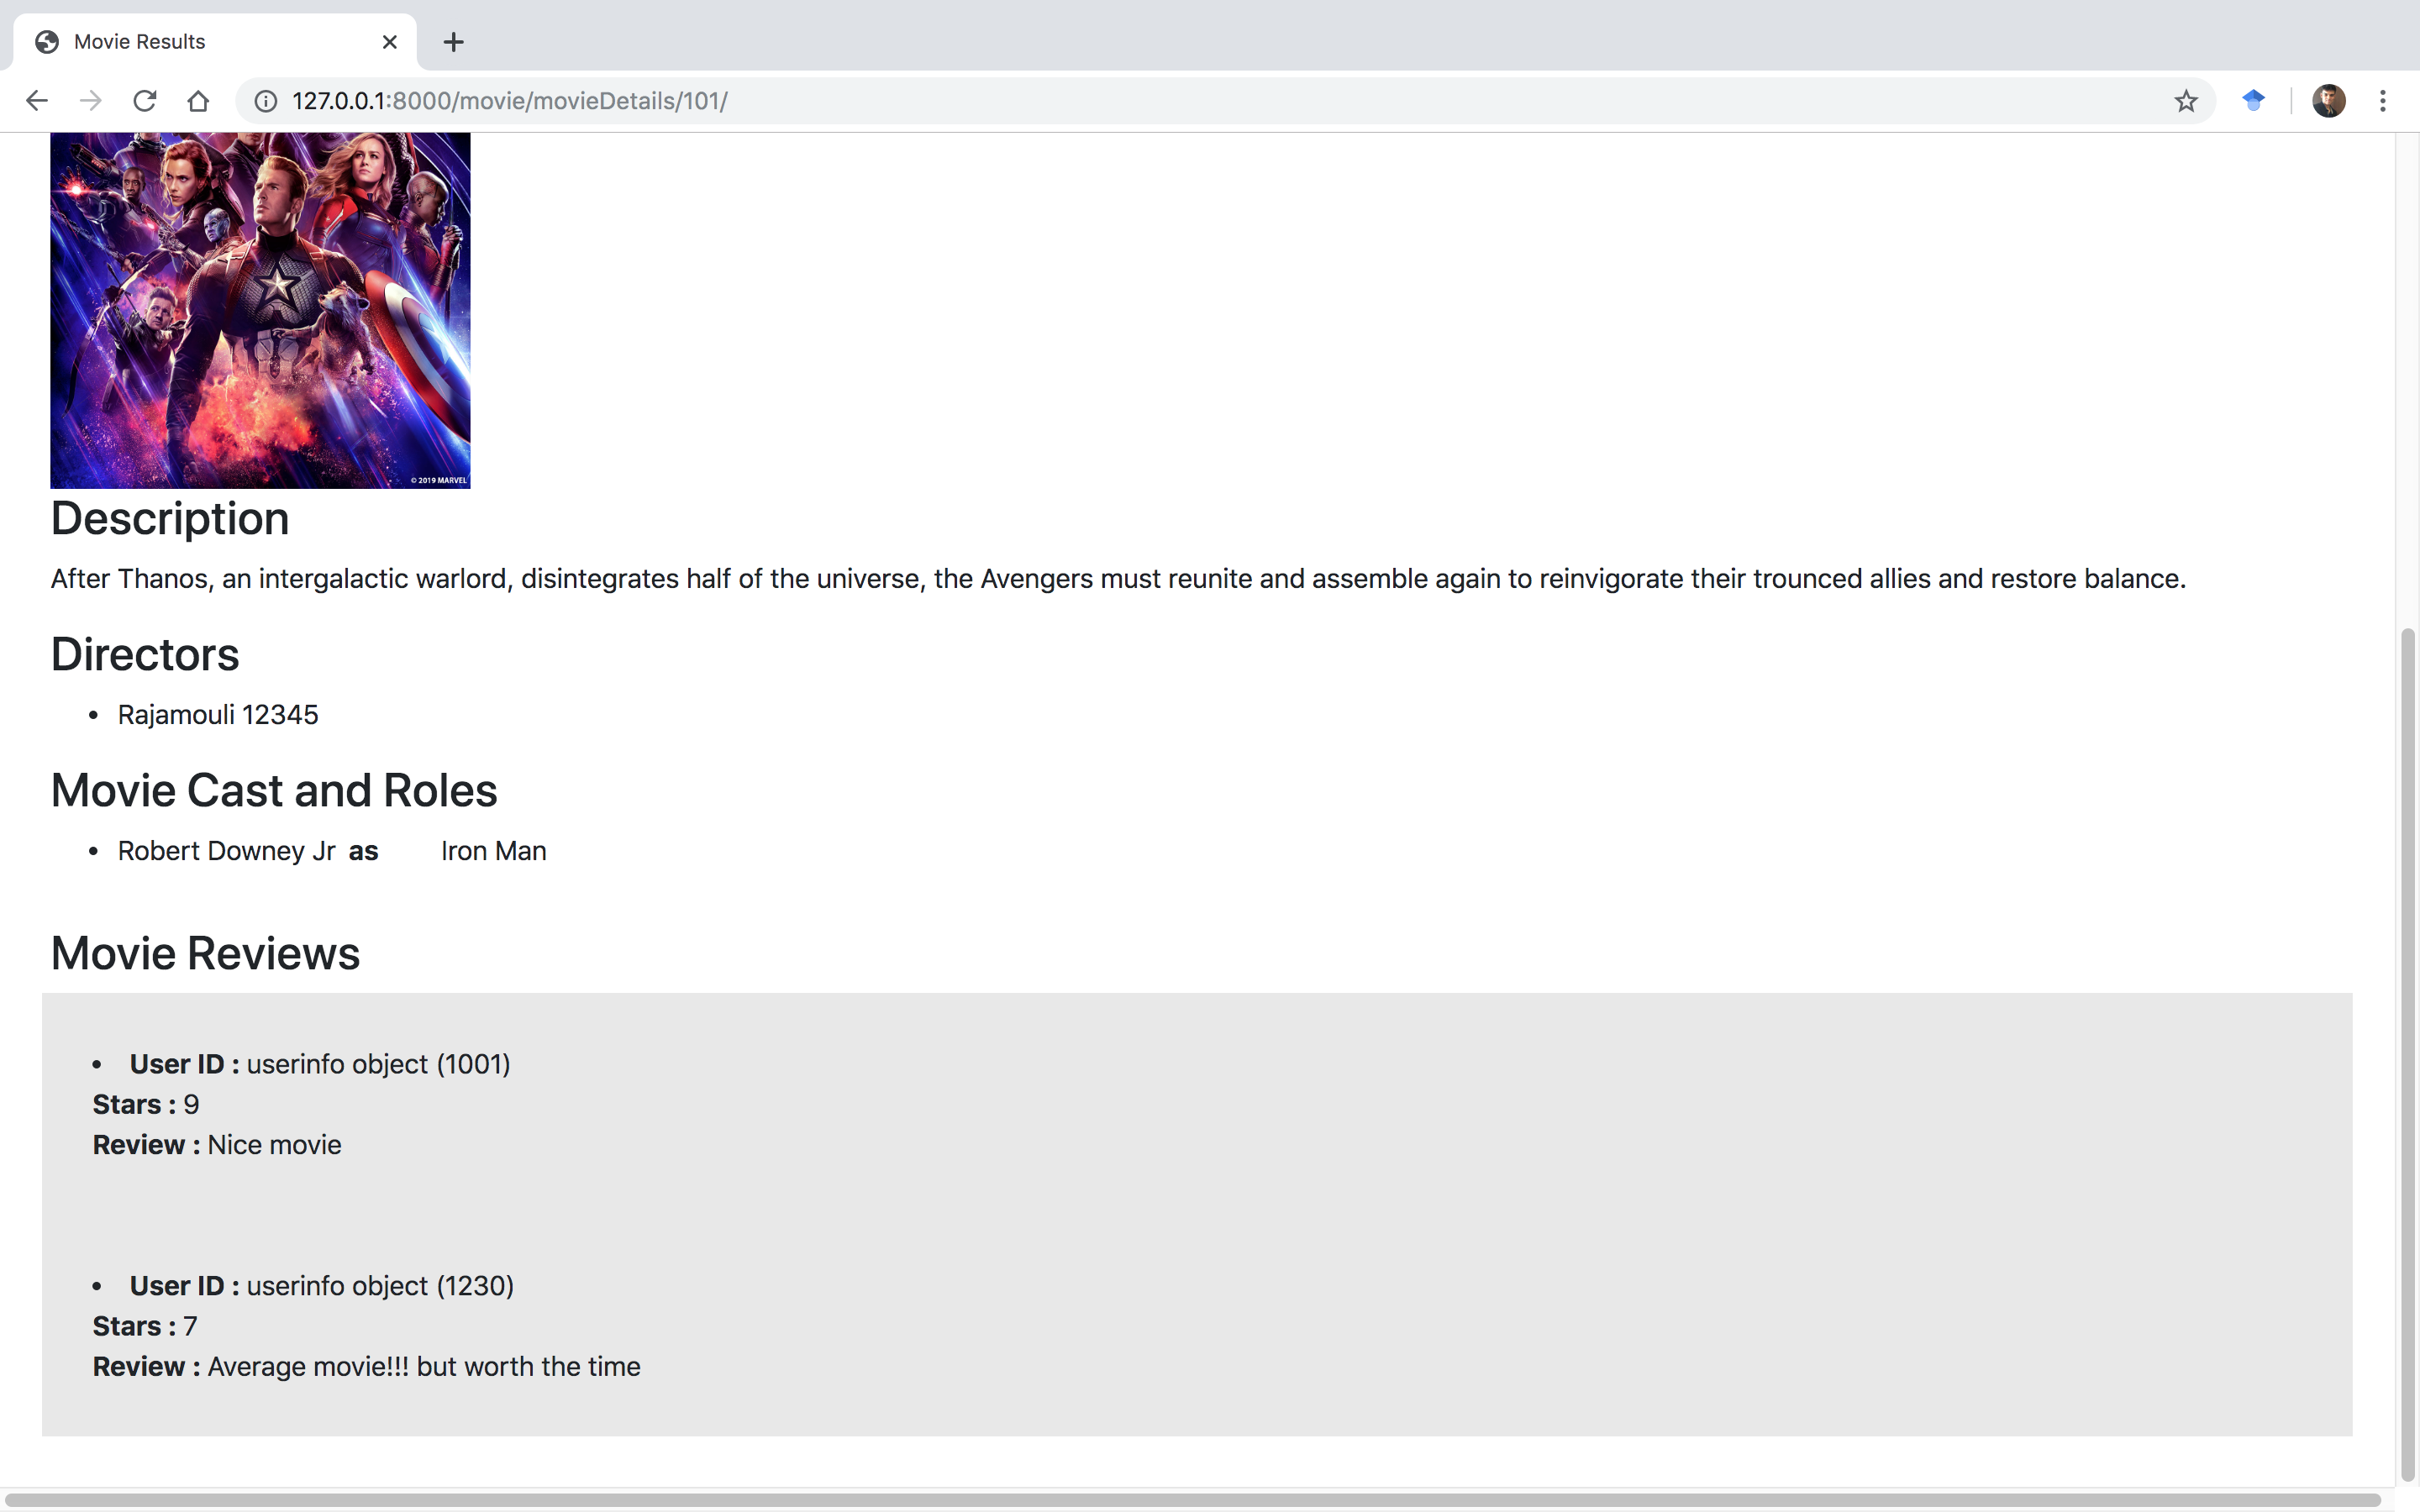 Movie Results
127.0.0.1:8000/movie/movieDetails/101/
© 2019 MARVEL
Description
After Thanos, an intergalactic warlord, disintegrates half of the universe, the Avengers must reunite and assemble again to reinvigorate their trounced allies and restore balance.
Directors
• Rajamouli 12345
Movie Cast and Roles
• Robert Downey Jr as Iron Man
Movie Reviews
• User ID : userinfo object (1001)
Stars : 9
Review : Nice movie
• User ID : userinfo object (1230)
Stars : 7
Review : Average movie!!! but worth the time